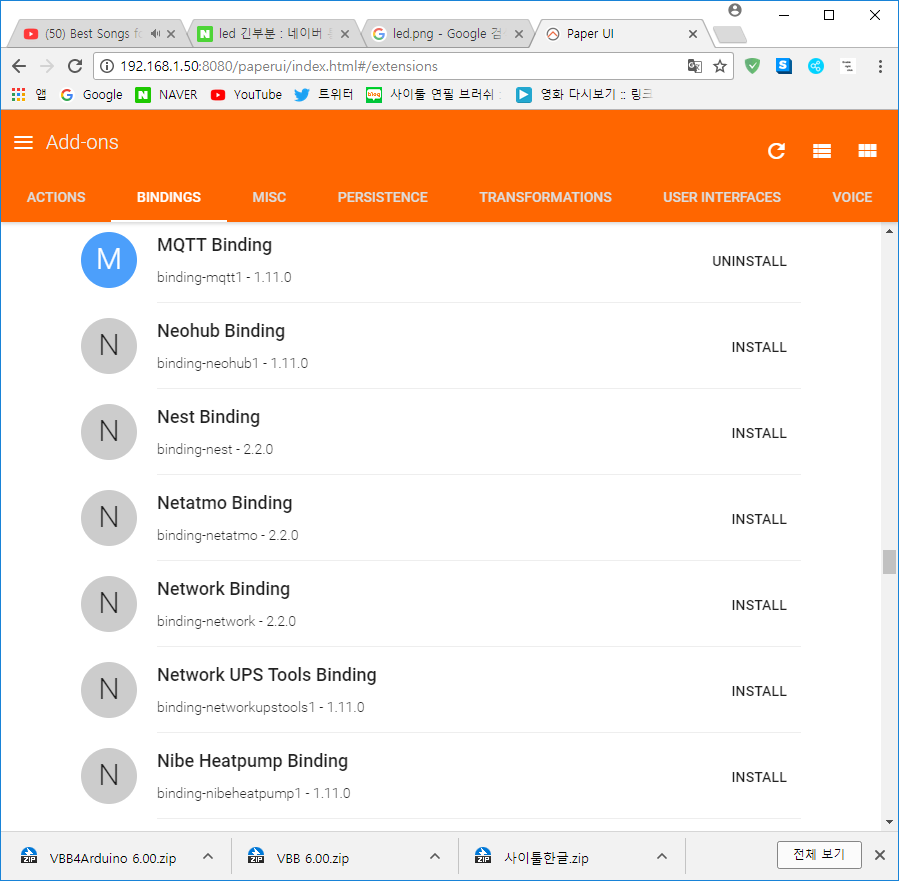 (50) Best Songs fo
led 긴부분 : 네이버
led.png - Google 검
Paper UI
192.168.1.50:8080/paperui/index.html#/extensions
앱
Google
NAVER
YouTube
트위터
사이툴 연필 브러쉬 :
영화 다시보기 :: 링크
Add-ons
ACTIONS
BINDINGS
MISC
PERSISTENCE
TRANSFORMATIONS
USER INTERFACES
VOICE
M
MQTT Binding
UNINSTALL
binding-mqtt1 - 1.11.0
N
Neohub Binding
INSTALL
binding-neohub1 - 1.11.0
N
Nest Binding
INSTALL
binding-nest - 2.2.0
N
Netatmo Binding
INSTALL
binding-netatmo - 2.2.0
N
Network Binding
INSTALL
binding-network - 2.2.0
N
Network UPS Tools Binding
INSTALL
binding-networkupstools1 - 1.11.0
N
Nibe Heatpump Binding
INSTALL
binding-nibeheatpump1 - 1.11.0
VBB4Arduino 6.00.zip
VBB 6.00.zip
사이툴한글.zip
전체 보기